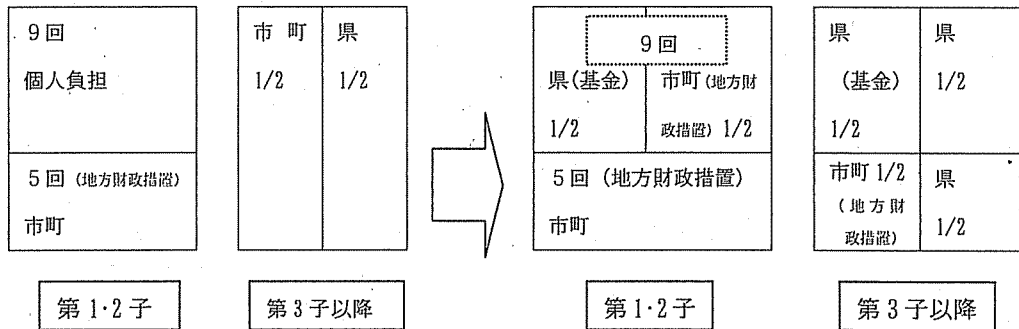 9回
個人負担
5回(地方財政措置)
市町
第1・2子
市 町
1/2
県
1/2
第3子以降
9回
県(基金)
1/2
市町(地方財
政措置) 1/2
5回(地方財政措置)
市町
第1・2子
県
(基金)
1/2
県
1/2
市町 1/2
(地方財
政措置)
県
1/2
第3子以降